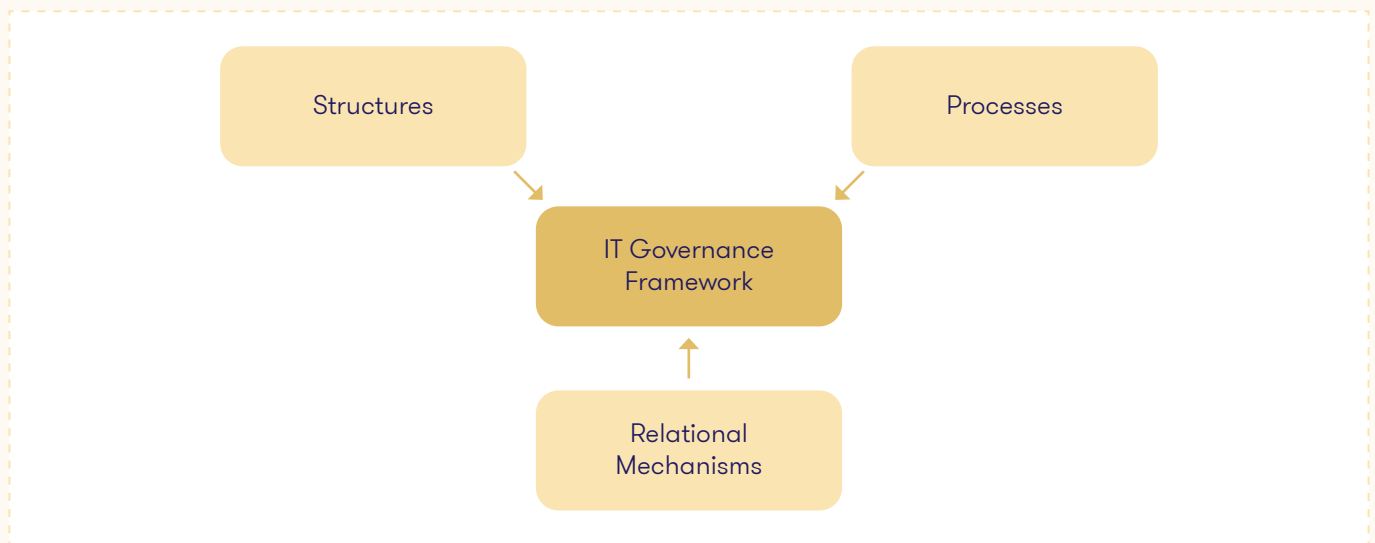 Structures
Processes
IT Governance
Framework
Relational
Mechanisms